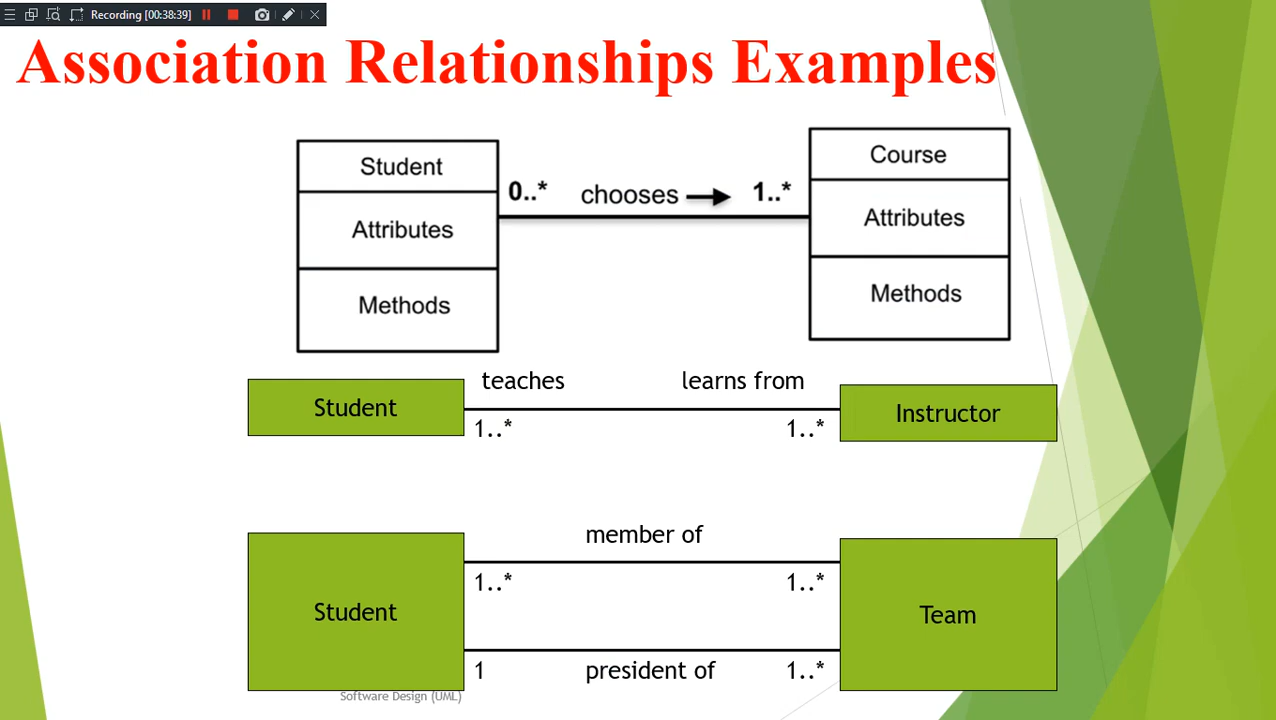 Recording [00:38:39]
Association Relationships Examples
Student
Attributes
Methods
0..* chooses 1..*
Course
Attributes
Methods
teaches learns from
Student
Instructor
1..* 1..*
member of
1..* 1..*
Student
Team
1 president of 1..*
Software Design (UML)